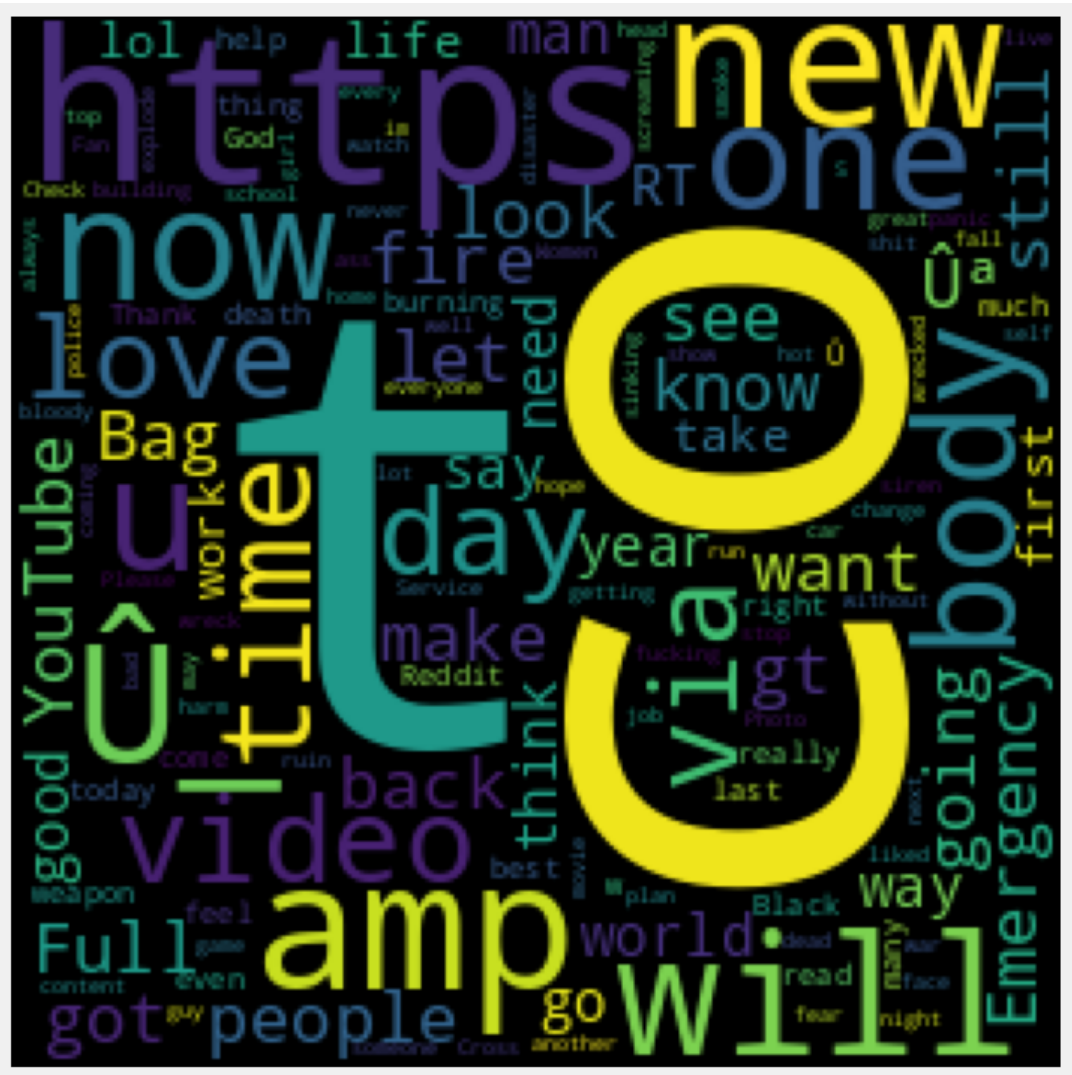 lol help life man head new live
https
top Fan explode thing God girl every im watch disaster screaming smoke
Check building school never
RT one s still
always now look fire ass Women
great panic shit fall
Û a much self
Thank death home burning
police love well let everyone need
see show hot Û sinking know take wrecked
bloody Bag
YouTube coming u work time
t co
lot say hope day
siren change body first
Please Service year run car want
getting via right without
wreck make Reddit
stop fucking gt Photo job
Û_ bad may harm
really last
come ruin think
good today back video
weapon best movie
next going Emergency liked
w plan way
feel Full game even content
amp world Black dead
will read many war face
got guy people someone Cross go another fear night